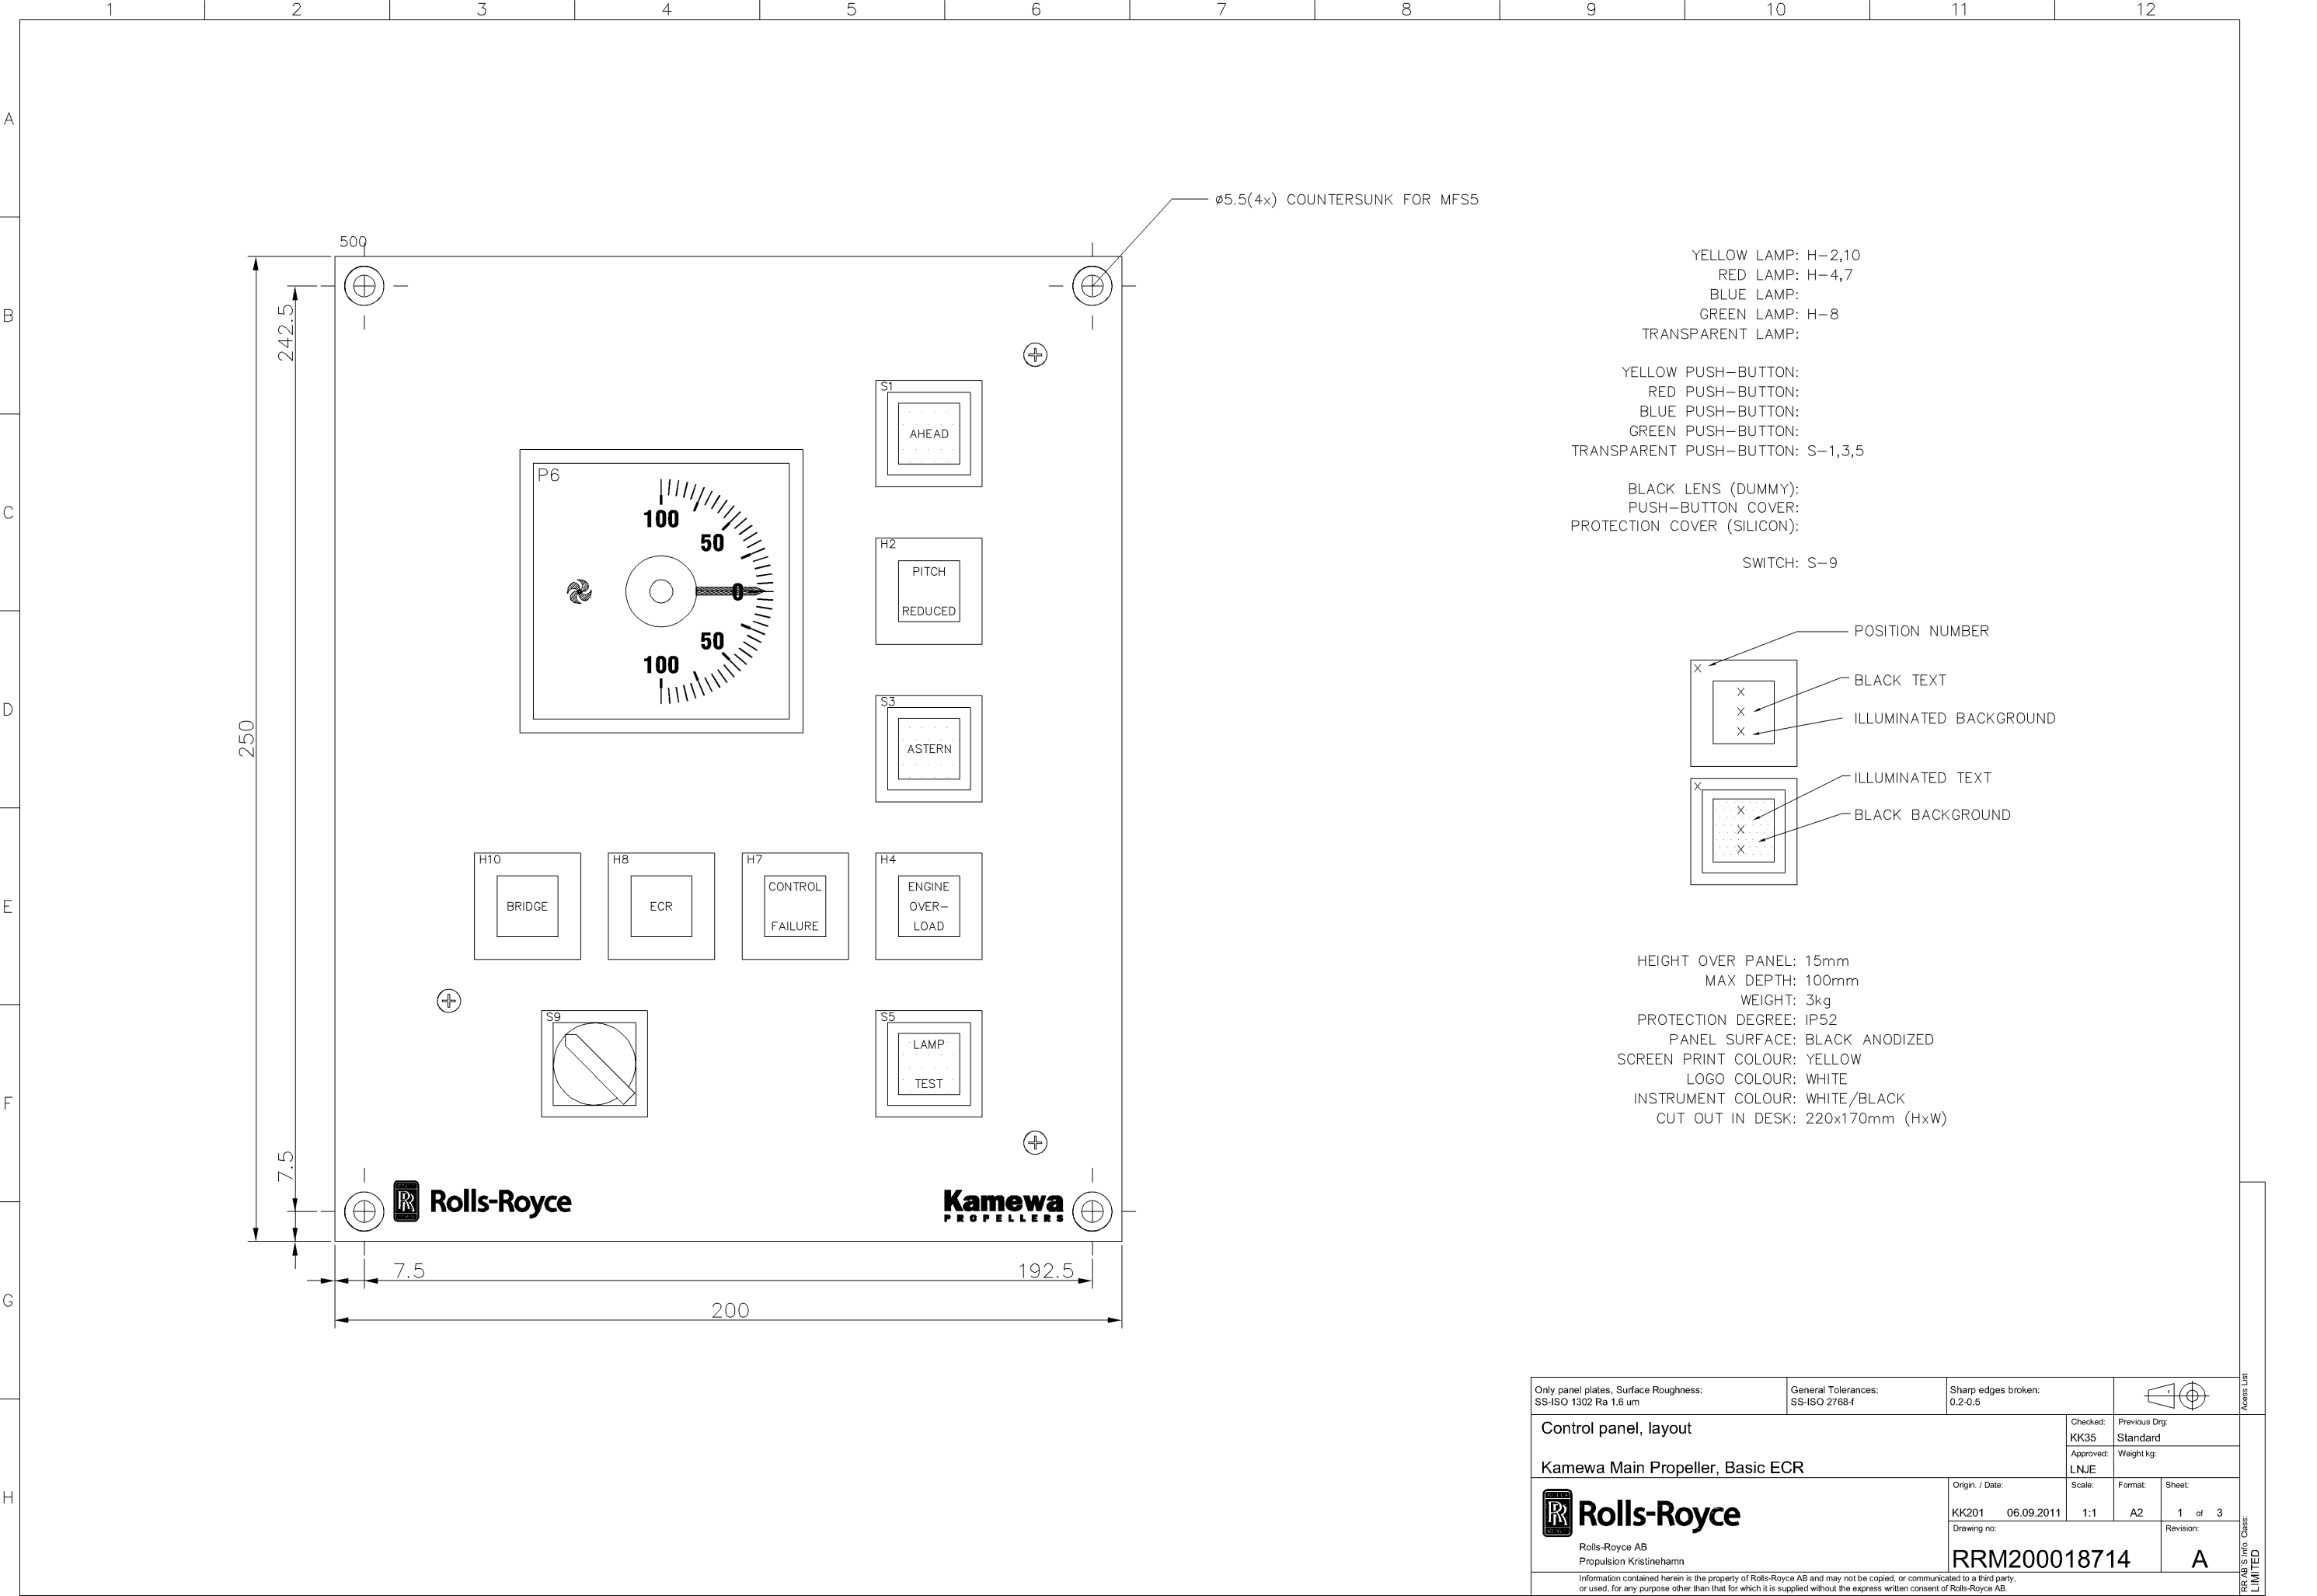 1 2 3 4 5 6 7 8 9 10 11 12
A
B
C
D
E
F
G
H
500
ø5.5(4x) COUNTERSUNK FOR MFS5
242.5
250
7.5
7.5
192.5
200
S1
AHEAD
P6
100
50
0
50
100
H2
PITCH
REDUCED
S3
ASTERN
H10
BRIDGE
H8
ECR
H7
CONTROL
FAILURE
H4
ENGINE
OVER-
LOAD
S9
S5
LAMP
TEST
Rolls-Royce
Kamewa
PROPELLERS
YELLOW LAMP: H-2,10
RED LAMP: H-4,7
BLUE LAMP:
GREEN LAMP: H-8
TRANSPARENT LAMP:
YELLOW PUSH-BUTTON:
RED PUSH-BUTTON:
BLUE PUSH-BUTTON:
GREEN PUSH-BUTTON:
TRANSPARENT PUSH-BUTTON: S-1,3,5
BLACK LENS (DUMMY):
PUSH-BUTTON COVER:
PROTECTION COVER (SILICON):
SWITCH: S-9
POSITION NUMBER
X
X
BLACK TEXT
X
ILLUMINATED BACKGROUND
X
ILLUMINATED TEXT
X
X
BLACK BACKGROUND
X
X
HEIGHT OVER PANEL: 15mm
MAX DEPTH: 100mm
WEIGHT: 3kg
PROTECTION DEGREE: IP52
PANEL SURFACE: BLACK ANODIZED
SCREEN PRINT COLOUR: YELLOW
LOGO COLOUR: WHITE
INSTRUMENT COLOUR: WHITE/BLACK
CUT OUT IN DESK: 220x170mm (HxW)
Only panel plates, Surface Roughness:
SS-ISO 1302 Ra 1.6 um
General Tolerances:
SS-ISO 2768-f
Sharp edges broken:
0.2-0.5
Control panel, layout
Kamewa Main Propeller, Basic ECR
Checked:
KK35
Previous Drg:
Standard
Approved:
LNJE
Weight kg:
RR
Rolls-Royce
Rolls-Royce AB
Propulsion Kristinehamn
Origin. / Date:
KK201 06.09.2011
Scale:
1:1
Format:
A2
Sheet:
1 of 3
Drawing no:
RRM200018714
Revision:
A
Information contained herein is the property of Rolls-Royce AB and may not be copied, or communicated to a third party,
or used, for any purpose other than that for which it is supplied without the express written consent of Rolls-Royce AB.
Acess List
RR AB'S Info. Class:
LIMITED